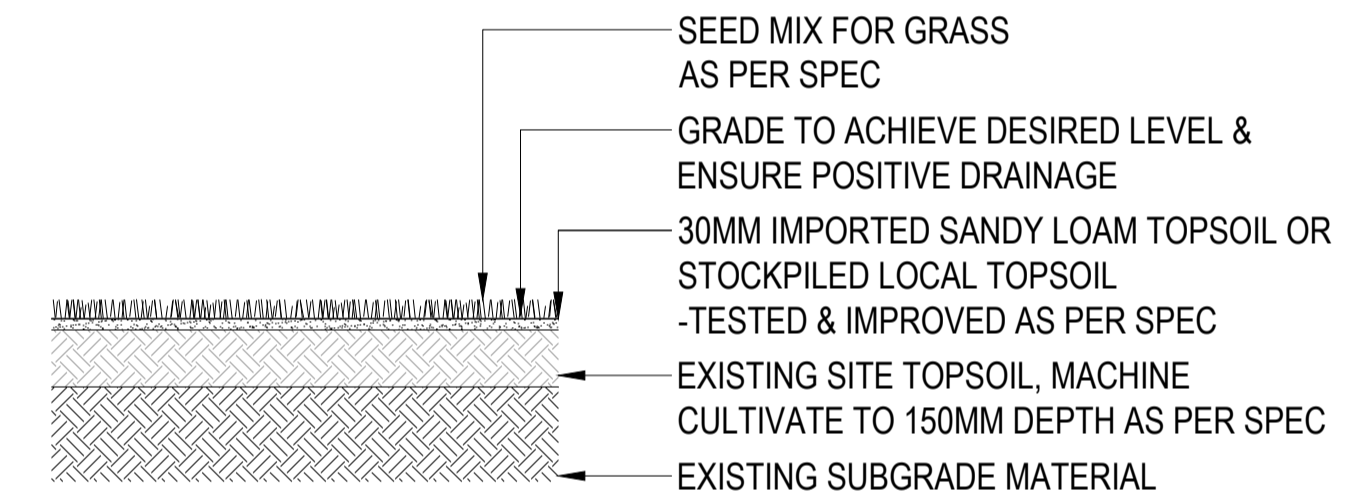 SEED MIX FOR GRASS
AS PER SPEC
GRADE TO ACHIEVE DESIRED LEVEL &
ENSURE POSITIVE DRAINAGE
30MM IMPORTED SANDY LOAM TOPSOIL OR
STOCKPILED LOCAL TOPSOIL
-TESTED & IMPROVED AS PER SPEC
EXISTING SITE TOPSOIL, MACHINE
CULTIVATE TO 150MM DEPTH AS PER SPEC
EXISTING SUBGRADE MATERIAL